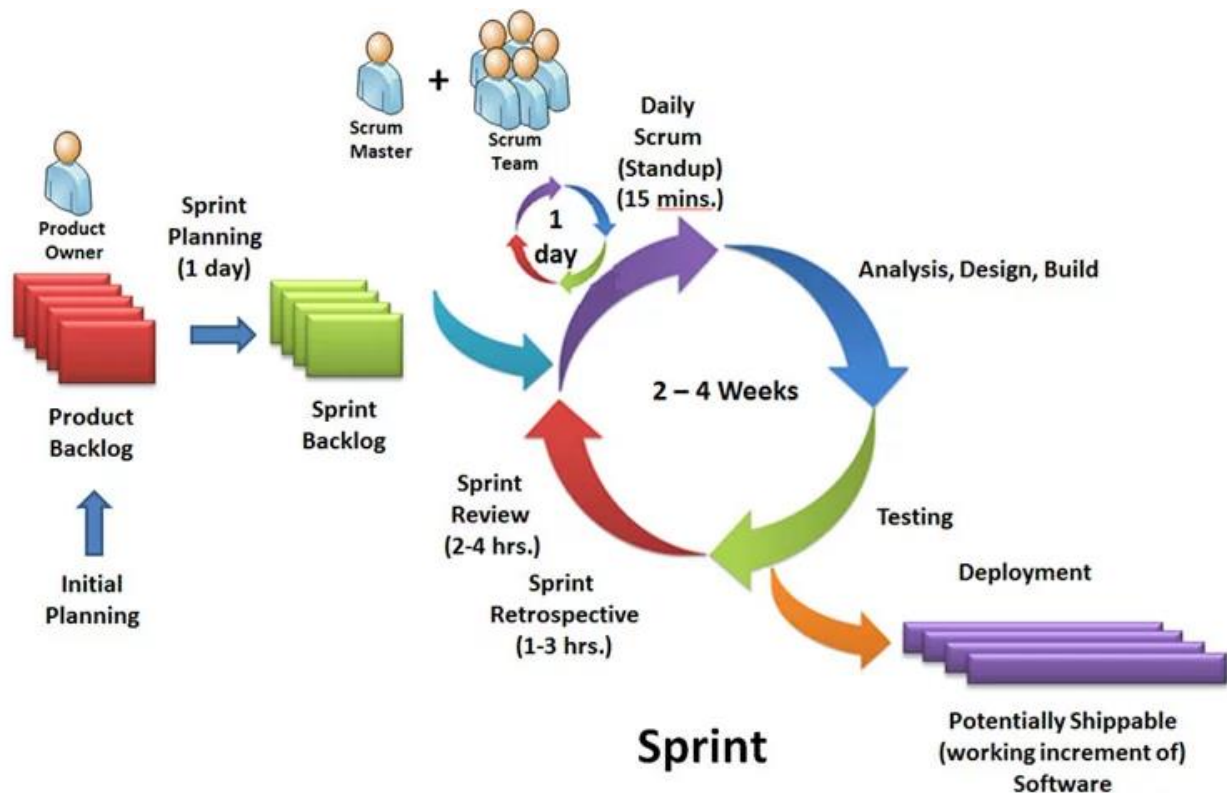 Scrum
Master
+
Scrum
Team
Daily
Scrum
(Standup)
(15 mins.)
Product
Owner
Sprint
Planning
(1 day)
1
day
Analysis, Design, Build
2 – 4 Weeks
Product
Backlog
Sprint
Backlog
Initial
Planning
Sprint
Review
(2-4 hrs.)
Sprint
Retrospective
(1-3 hrs.)
Testing
Deployment
Potentially Shippable
(working increment of)
Software
Sprint